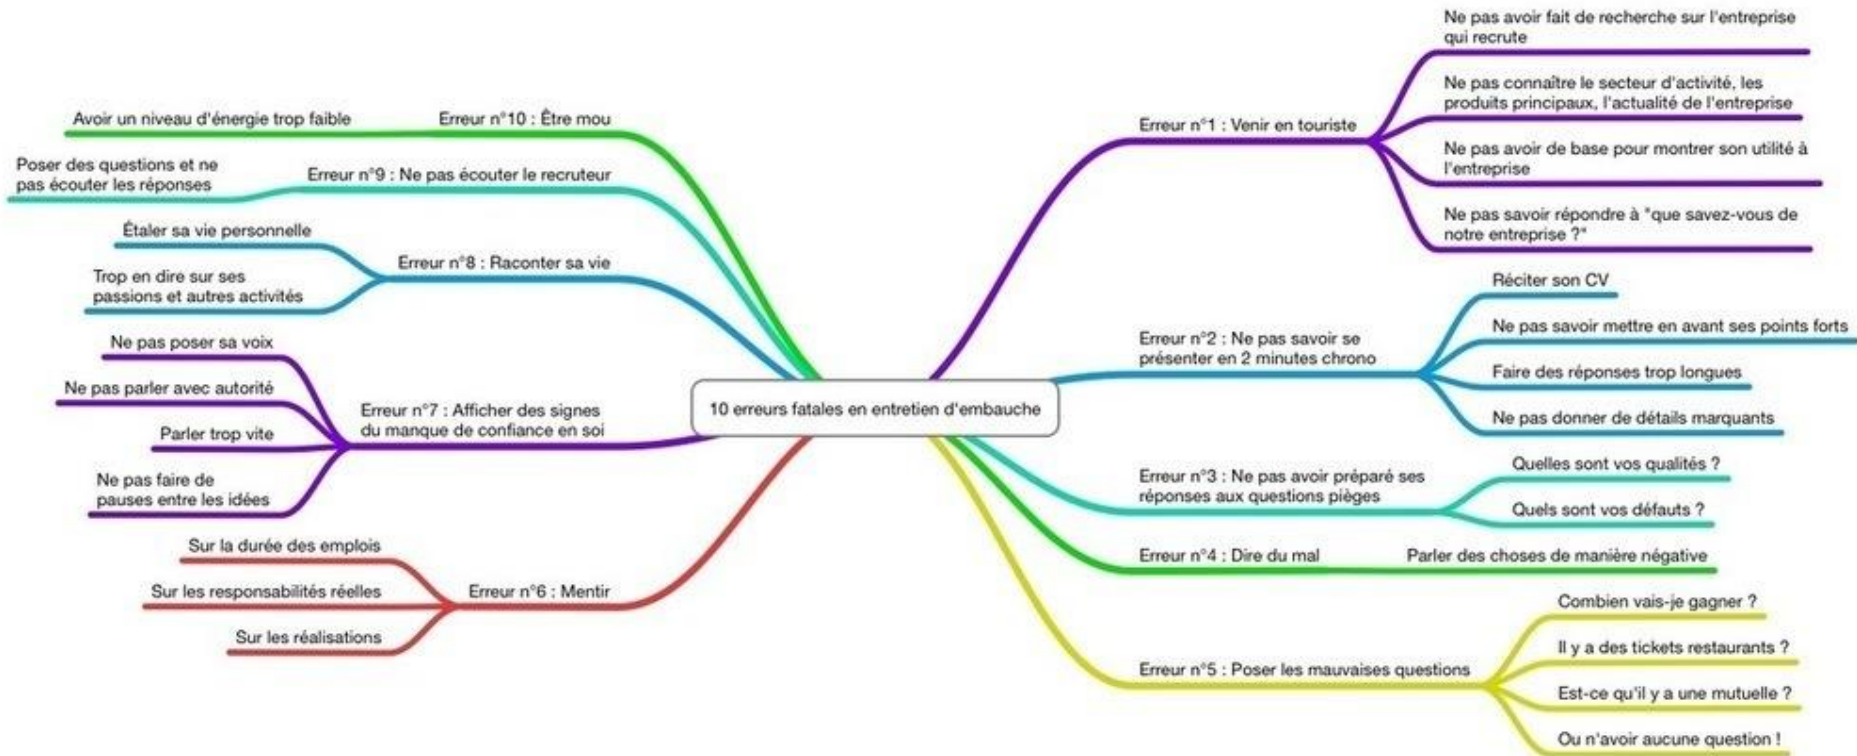 10 erreurs fatales en entretien d'embauche
Erreur n°1 : Venir en touriste
Ne pas avoir fait de recherche sur l'entreprise
qui recrute
Ne pas connaître le secteur d'activité, les
produits principaux, l'actualité de l'entreprise
Ne pas avoir de base pour montrer son utilité à
l'entreprise
Ne pas savoir répondre à "que savez-vous de
notre entreprise ?"
Erreur n°2 : Ne pas savoir se
présenter en 2 minutes chrono
Réciter son CV
Ne pas savoir mettre en avant ses points forts
Faire des réponses trop longues
Ne pas donner de détails marquants
Erreur n°3 : Ne pas avoir préparé ses
réponses aux questions pièges
Quelles sont vos qualités ?
Quels sont vos défauts ?
Erreur n°4 : Dire du mal
Parler des choses de manière négative
Erreur n°5 : Poser les mauvaises questions
Combien vais-je gagner ?
Il y a des tickets restaurants ?
Est-ce qu'il y a une mutuelle ?
Ou n'avoir aucune question !
Erreur n°6 : Mentir
Sur la durée des emplois
Sur les responsabilités réelles
Sur les réalisations
Erreur n°7 : Afficher des signes
du manque de confiance en soi
Ne pas poser sa voix
Ne pas parler avec autorité
Parler trop vite
Ne pas faire de
pauses entre les idées
Erreur n°8 : Raconter sa vie
Étaler sa vie personnelle
Trop en dire sur ses
passions et autres activités
Erreur n°9 : Ne pas écouter le recruteur
Poser des questions et ne
pas écouter les réponses
Erreur n°10 : Être mou
Avoir un niveau d'énergie trop faible